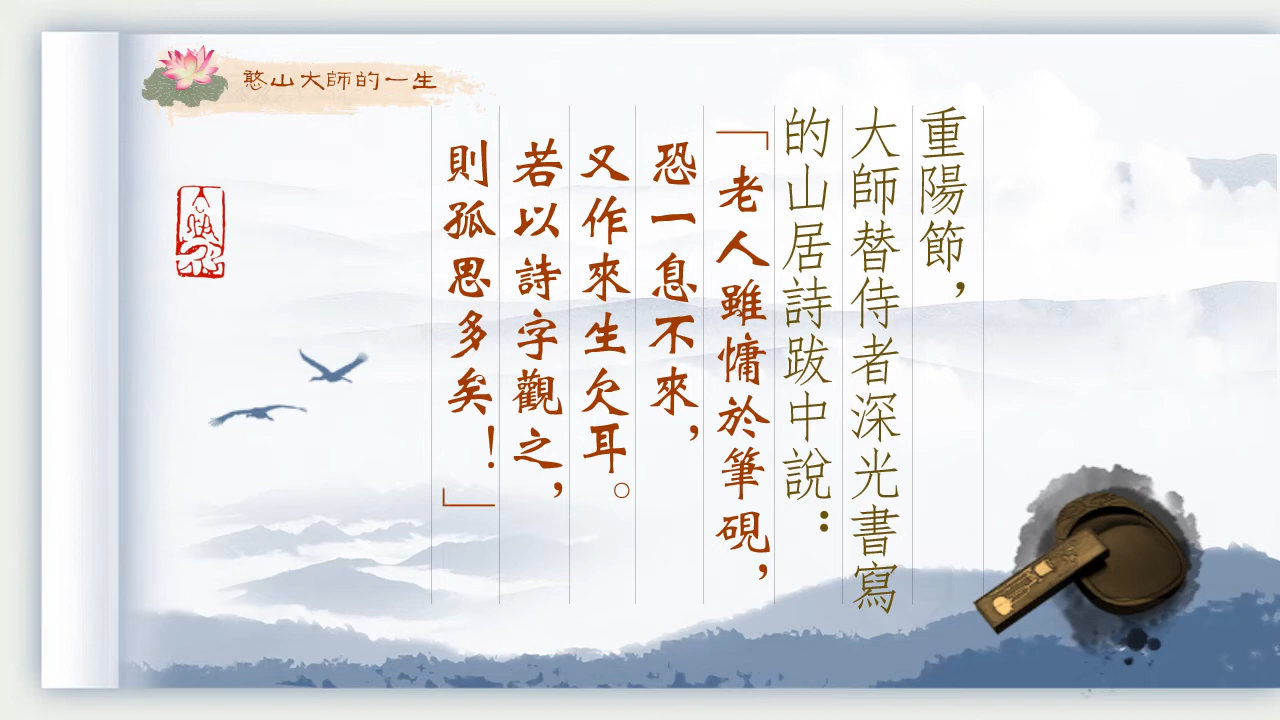 憨山大師的一生
重陽節，
大師替侍者深光書寫
的山居詩跋中說：
「老人雖慵於筆硯，
恐一息不來，
又作來生欠耳。
若以詩字觀之，
則孤思多矣！」